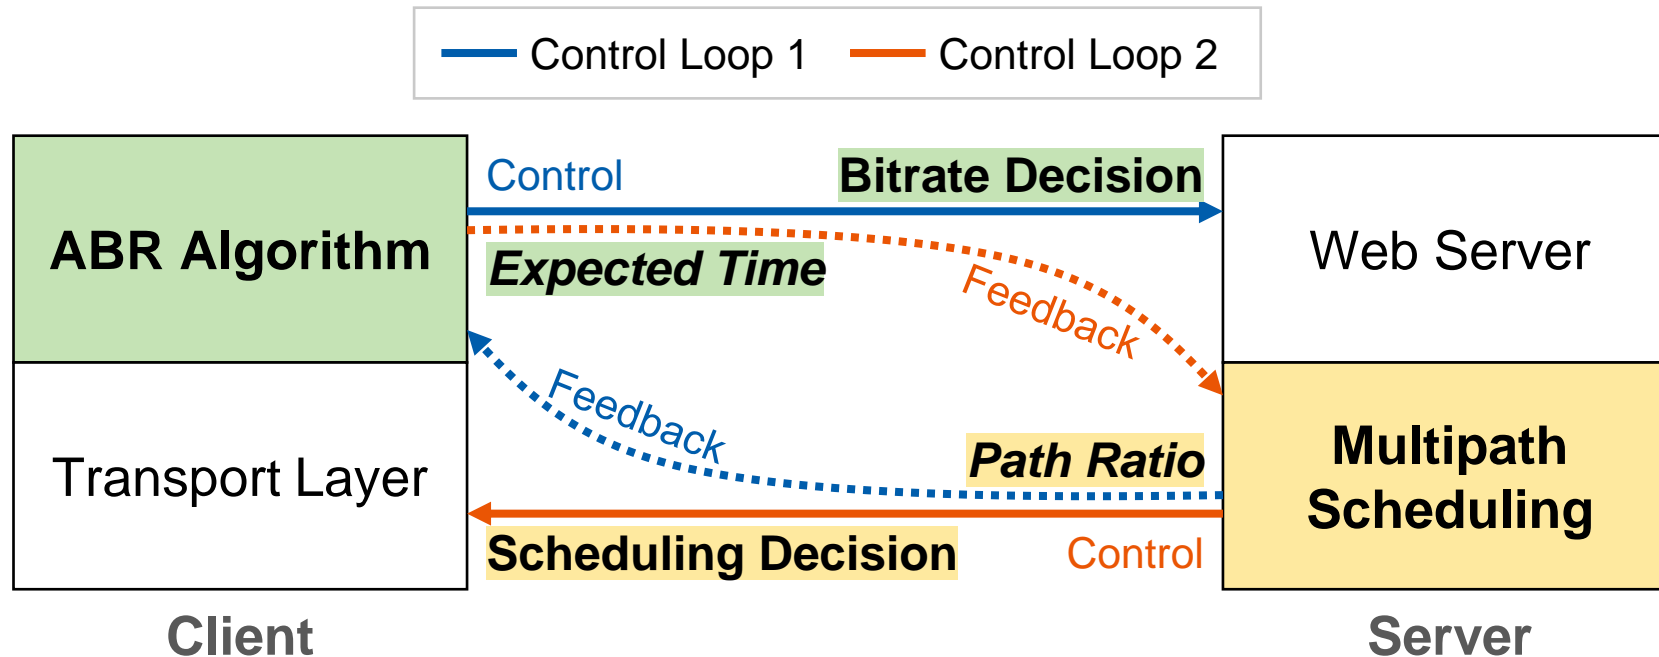 Control Loop 1
Control Loop 2
Control
Bitrate Decision
ABR Algorithm
Expected Time
Feedback
Web Server
Feedback
Transport Layer
Path Ratio
Multipath
Scheduling
Scheduling Decision
Control
Client
Server